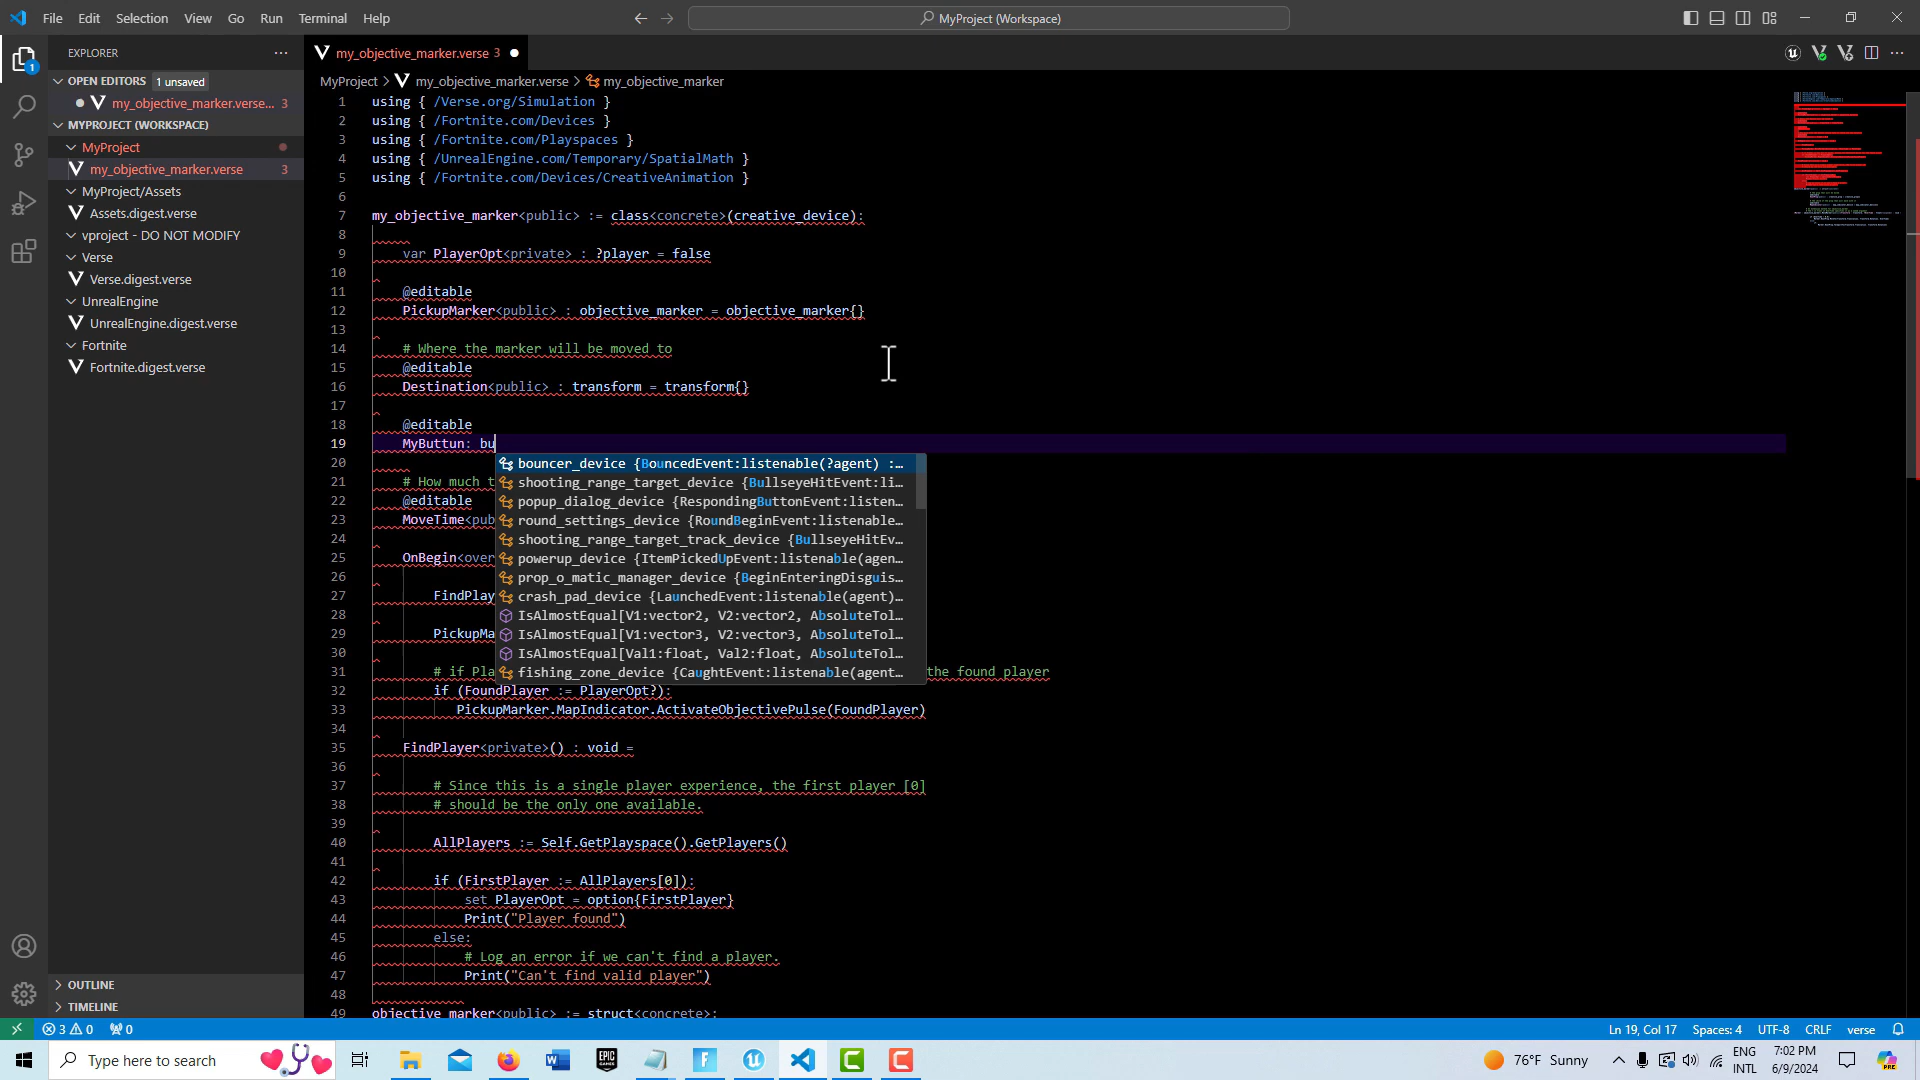 File Edit Selection View Go Run Terminal Help
MyProject (Workspace)
EXPLORER
OPEN EDITORS 1 unsaved
my_objective_marker.verse... 3
MYPROJECT (WORKSPACE)
MyProject
my_objective_marker.verse 3
MyProject/Assets
Assets.digest.verse
vproject - DO NOT MODIFY
Verse
Verse.digest.verse
UnrealEngine
UnrealEngine.digest.verse
Fortnite
Fortnite.digest.verse
OUTLINE
TIMELINE
my_objective_marker.verse 3
MyProject > my_objective_marker.verse > my_objective_marker
1 using { /Verse.org/Simulation }
2 using { /Fortnite.com/Devices }
3 using { /Fortnite.com/Playspaces }
4 using { /UnrealEngine.com/Temporary/SpatialMath }
5 using { /Fortnite.com/Devices/CreativeAnimation }
6
7 my_objective_marker<public> := class<concrete>(creative_device):
8
9 var PlayerOpt<private> : ?player = false
10
11 @editable
12 PickupMarker<public> : objective_marker = objective_marker{}
13
14 # Where the marker will be moved to
15 @editable
16 Destination<public> : transform = transform{}
17
18 @editable
19 MyButtun: bu
20
21 # How much t
22 @editable
23 MoveTime<pub
24
25 OnBegin<over
26
27 FindPlay
28
29 PickupMa
30
31 # if Pla the found player
32 if (FoundPlayer := PlayerOpt?):
33 PickupMarker.MapIndicator.ActivateObjectivePulse(FoundPlayer)
34
35 FindPlayer<private>() : void =
36
37 # Since this is a single player experience, the first player [0]
38 # should be the only one available.
39
40 AllPlayers := Self.GetPlayspace().GetPlayers()
41
42 if (FirstPlayer := AllPlayers[0]):
43 set PlayerOpt = option{FirstPlayer}
44 Print("Player found")
45 else:
46 # Log an error if we can't find a player.
47 Print("Can't find valid player")
48
49 objective_marker<public> := struct<concrete>:
bouncer_device {BouncedEvent:listenable(?agent) :…
shooting_range_target_device {BullseyeHitEvent:li…
popup_dialog_device {RespondingButtonEvent:listen…
round_settings_device {RoundBeginEvent:listenable…
shooting_range_target_track_device {BullseyeHitEv…
powerup_device {ItemPickedUpEvent:listenable(agen…
prop_o_matic_manager_device {BeginEnteringDisguis…
crash_pad_device {LaunchedEvent:listenable(agent)…
IsAlmostEqual[V1:vector2, V2:vector2, AbsoluteTol…
IsAlmostEqual[V1:vector3, V2:vector3, AbsoluteTol…
IsAlmostEqual[Val1:float, Val2:float, AbsoluteTol…
fishing_zone_device {CaughtEvent:listenable(agent…
3 0 0
Ln 19, Col 17 Spaces: 4 UTF-8 CRLF verse
Type here to search
76°F Sunny
ENG
INTL
7:02 PM
6/9/2024